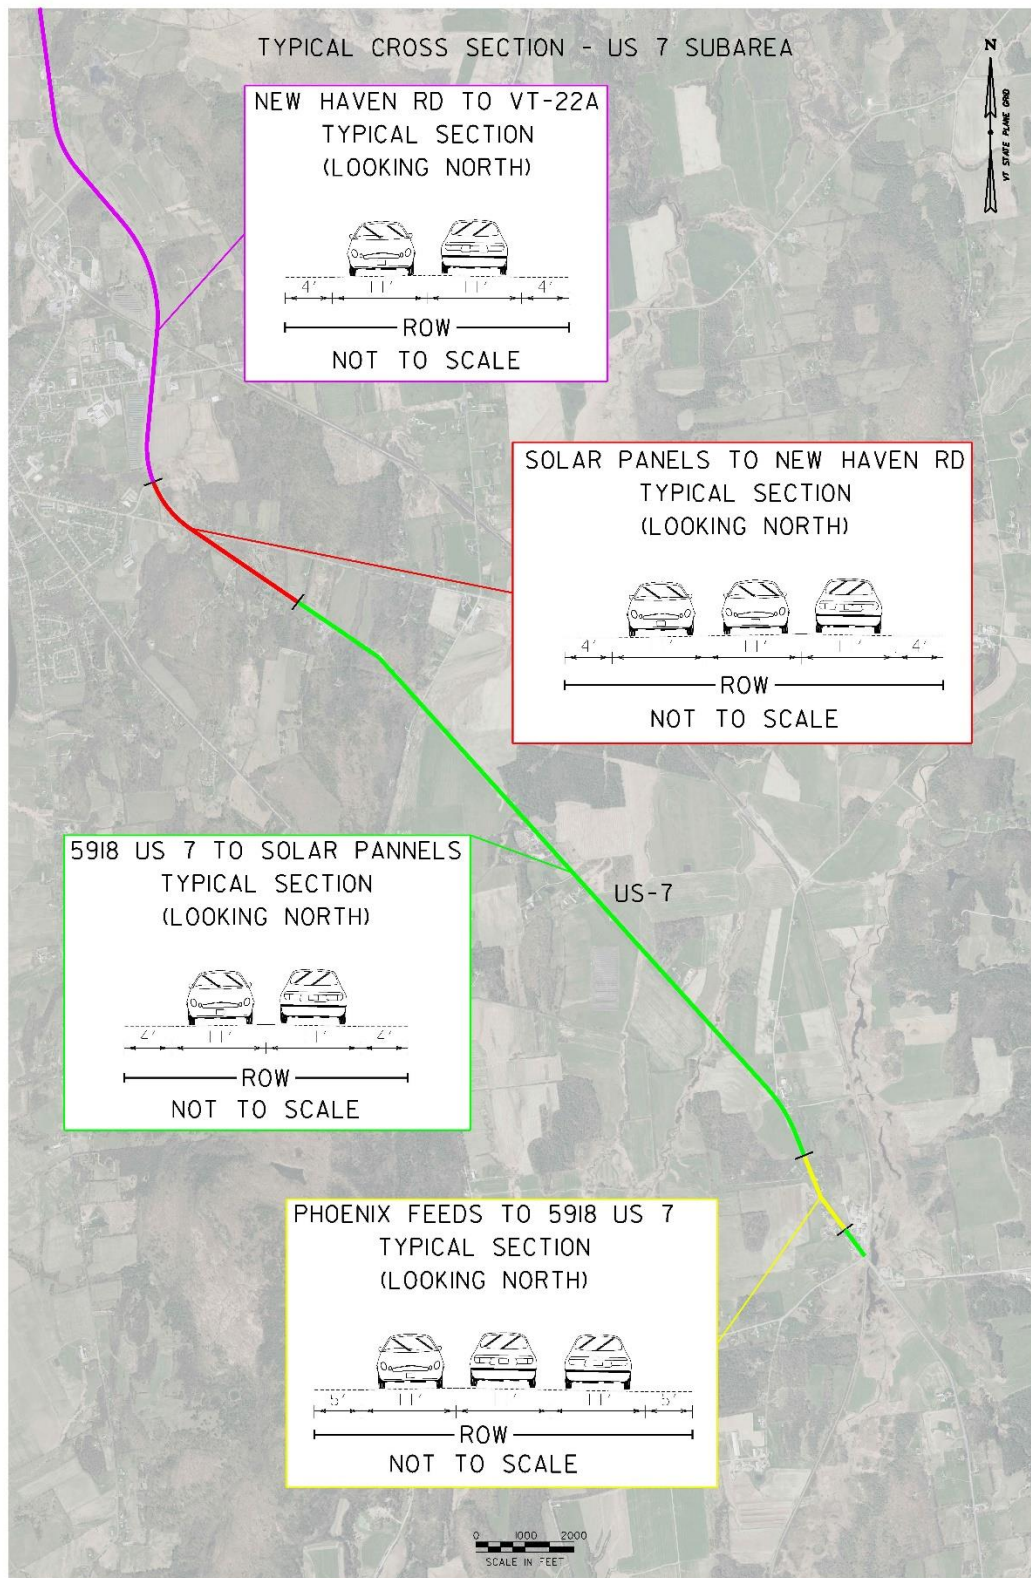 TYPICAL CROSS SECTION - US 7 SUBAREA
N
VT STATE PLANE GRID
NEW HAVEN RD TO VT-22A
TYPICAL SECTION
(LOOKING NORTH)
4' 11' 11' 4'
ROW
NOT TO SCALE
SOLAR PANELS TO NEW HAVEN RD
TYPICAL SECTION
(LOOKING NORTH)
4' 11' 4'
ROW
NOT TO SCALE
5918 US 7 TO SOLAR PANNELS
TYPICAL SECTION
(LOOKING NORTH)
4' 11' 4'
ROW
NOT TO SCALE
US-7
PHOENIX FEEDS TO 5918 US 7
TYPICAL SECTION
(LOOKING NORTH)
5' 11' 11' 11' 5'
ROW
NOT TO SCALE
0 1000 2000
SCALE IN FEET